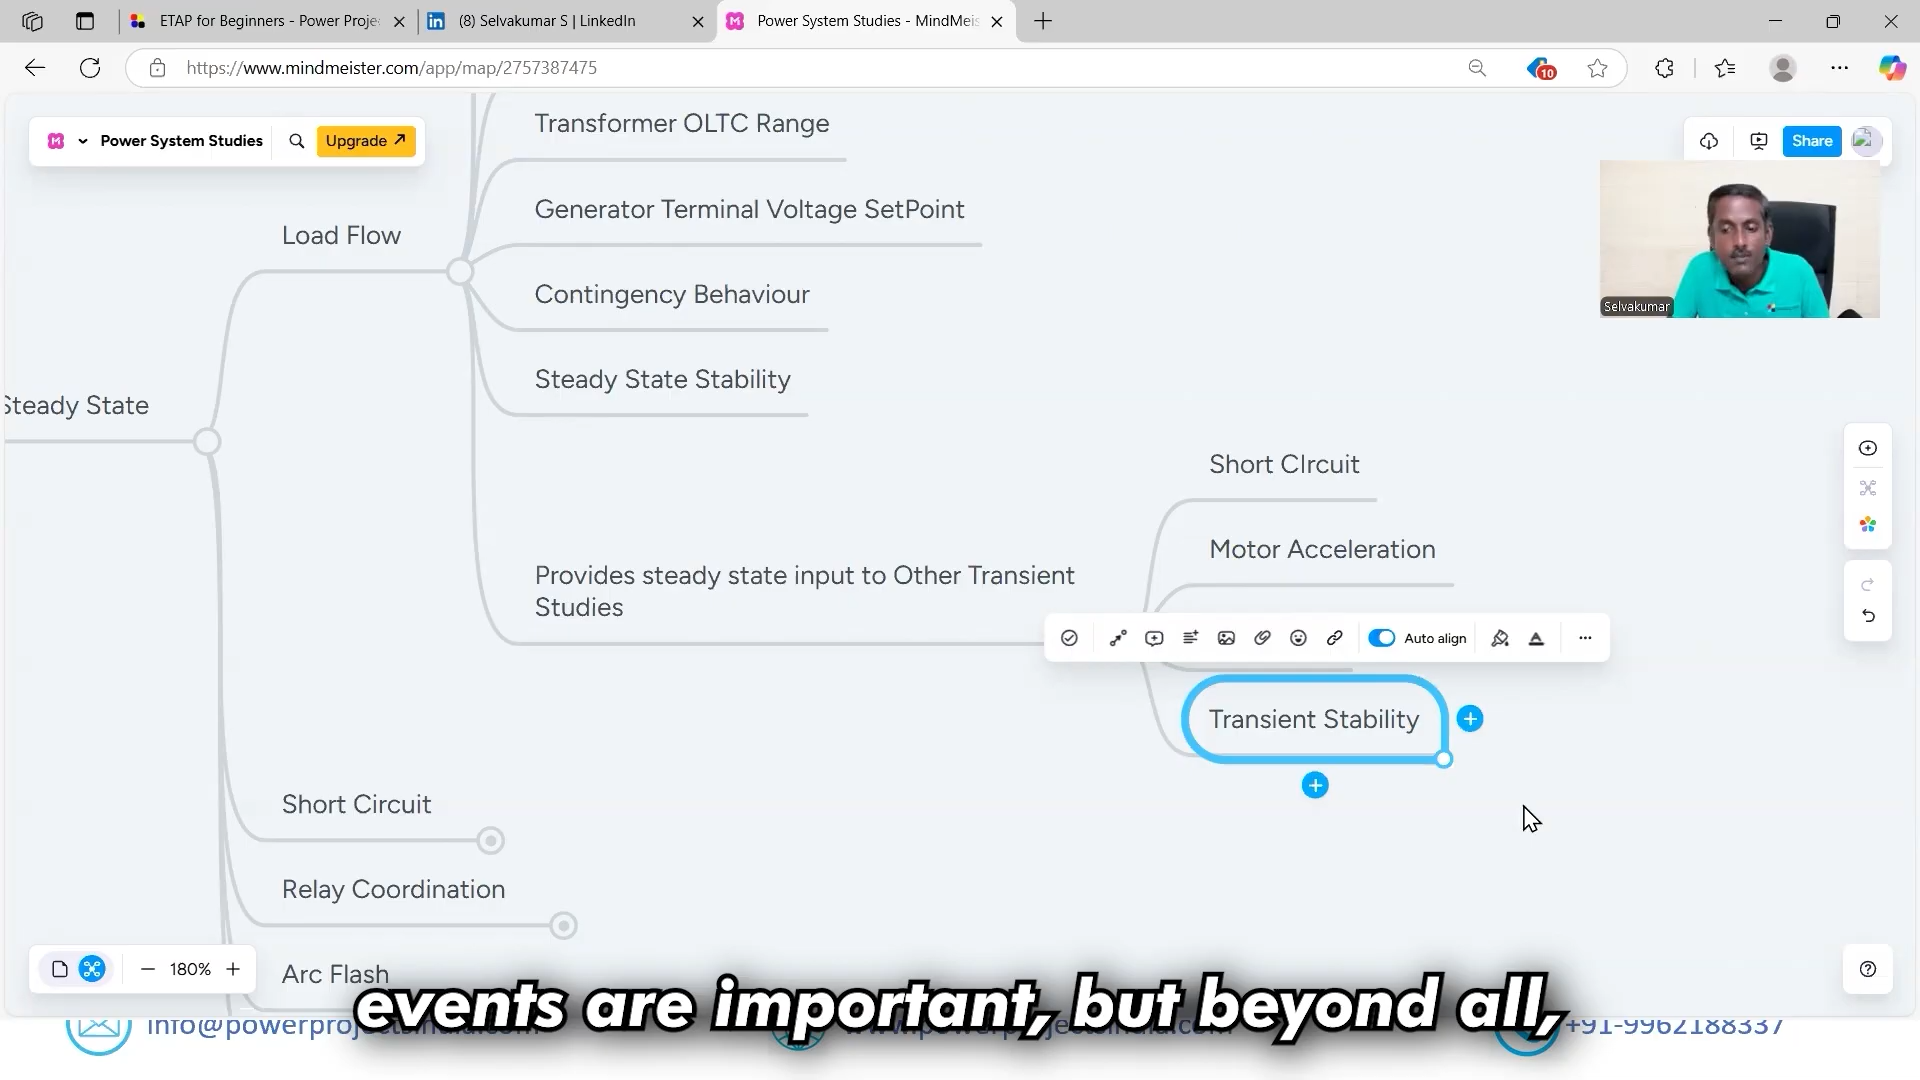 ETAP for Beginners - Power Proje
(8) Selvakumar S | LinkedIn
Power System Studies - MindMeis
https://www.mindmeister.com/app/map/2757387475
10
Power System Studies
Upgrade
Share
Selvakumar
Transformer OLTC Range
Load Flow
Generator Terminal Voltage SetPoint
Contingency Behaviour
Steady State Stability
Steady State
Short CIrcuit
Motor Acceleration
Provides steady state input to Other Transient
Studies
Auto align
Transient Stability
Short Circuit
Relay Coordination
180%
Arc Flash
events are important, but beyond all,
+91-9962188337